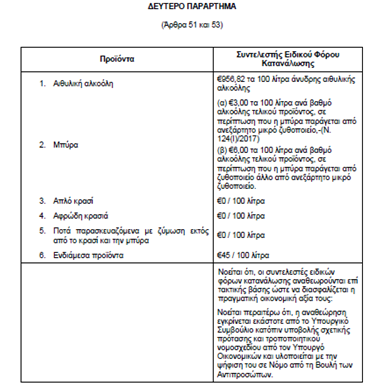 ΔΕΥΤΕΡΟ ΠΑΡΑΡΤΗΜΑ
(Άρθρα 51 και 53)
Προϊόντα
Συντελεστής Ειδικού Φόρου
Κατανάλωσης
1. Αιθυλική αλκοόλη
€956,82 τα 100 λίτρα άνυδρης αιθυλικής
αλκοόλης
2. Μπύρα
(α) €3,00 τα 100 λίτρα ανά βαθμό
αλκοόλης τελικού προϊόντος, σε
περίπτωση που η μπύρα παράγεται από
ανεξάρτητο μικρό ζυθοποιείο,-(Ν.
124(Ι)/2017)
(β) €6,00 τα 100 λίτρα ανά βαθμό
αλκοόλης τελικού προϊόντος, σε
περίπτωση που η μπύρα παράγεται από
ζυθοποιείο άλλο από ανεξάρτητο μικρό
ζυθοποιείο.
3. Απλό κρασί
€0 / 100 λίτρα
4. Αφρώδη κρασιά
€0 / 100 λίτρα
5. Ποτά παρασκευαζόμενα με ζύμωση εκτός
από το κρασί και την μπύρα
€0 / 100 λίτρα
6. Ενδιάμεσα προϊόντα
€45 / 100 λίτρα
Νοείται ότι, οι συντελεστές ειδικών
φόρων κατανάλωσης αναθεωρούνται επί
τακτικής βάσης ώστε να διασφαλίζεται η
πραγματική οικονομική αξία τους:
Νοείται περαιτέρω ότι, η αναθεώρηση
εγκρίνεται εκάστοτε από το Υπουργικό
Συμβούλιο κατόπιν υποβολής σχετικής
πρότασης και τροποποιητικού
νομοσχεδίου από τον Υπουργό
Οικονομικών και υλοποιείται με την
ψήφιση του σε Νόμο από τη Βουλή των
Αντιπροσώπων.